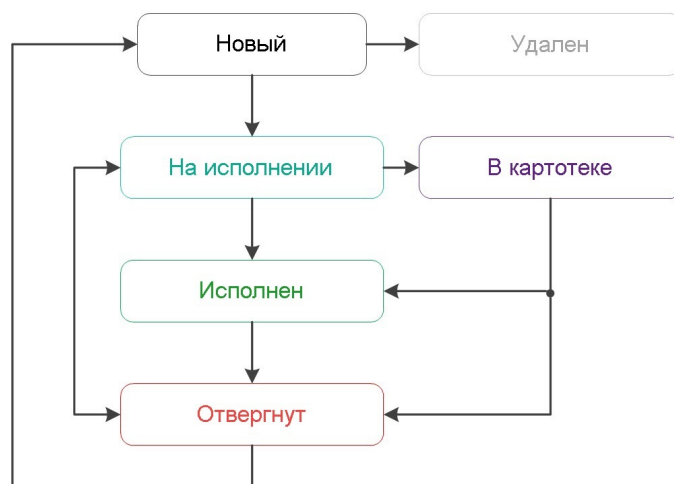 Новый
Удален
На исполнении
В картотеке
Исполнен
Отвергнут